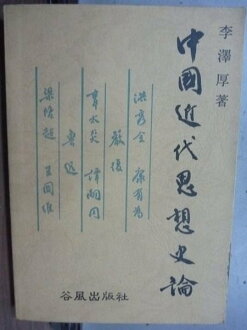 李澤厚著
中國近代思想史論
洪秀全 康有為
嚴復
章太炎 譚嗣同
魯迅
梁啟超 王國維
谷風出版社